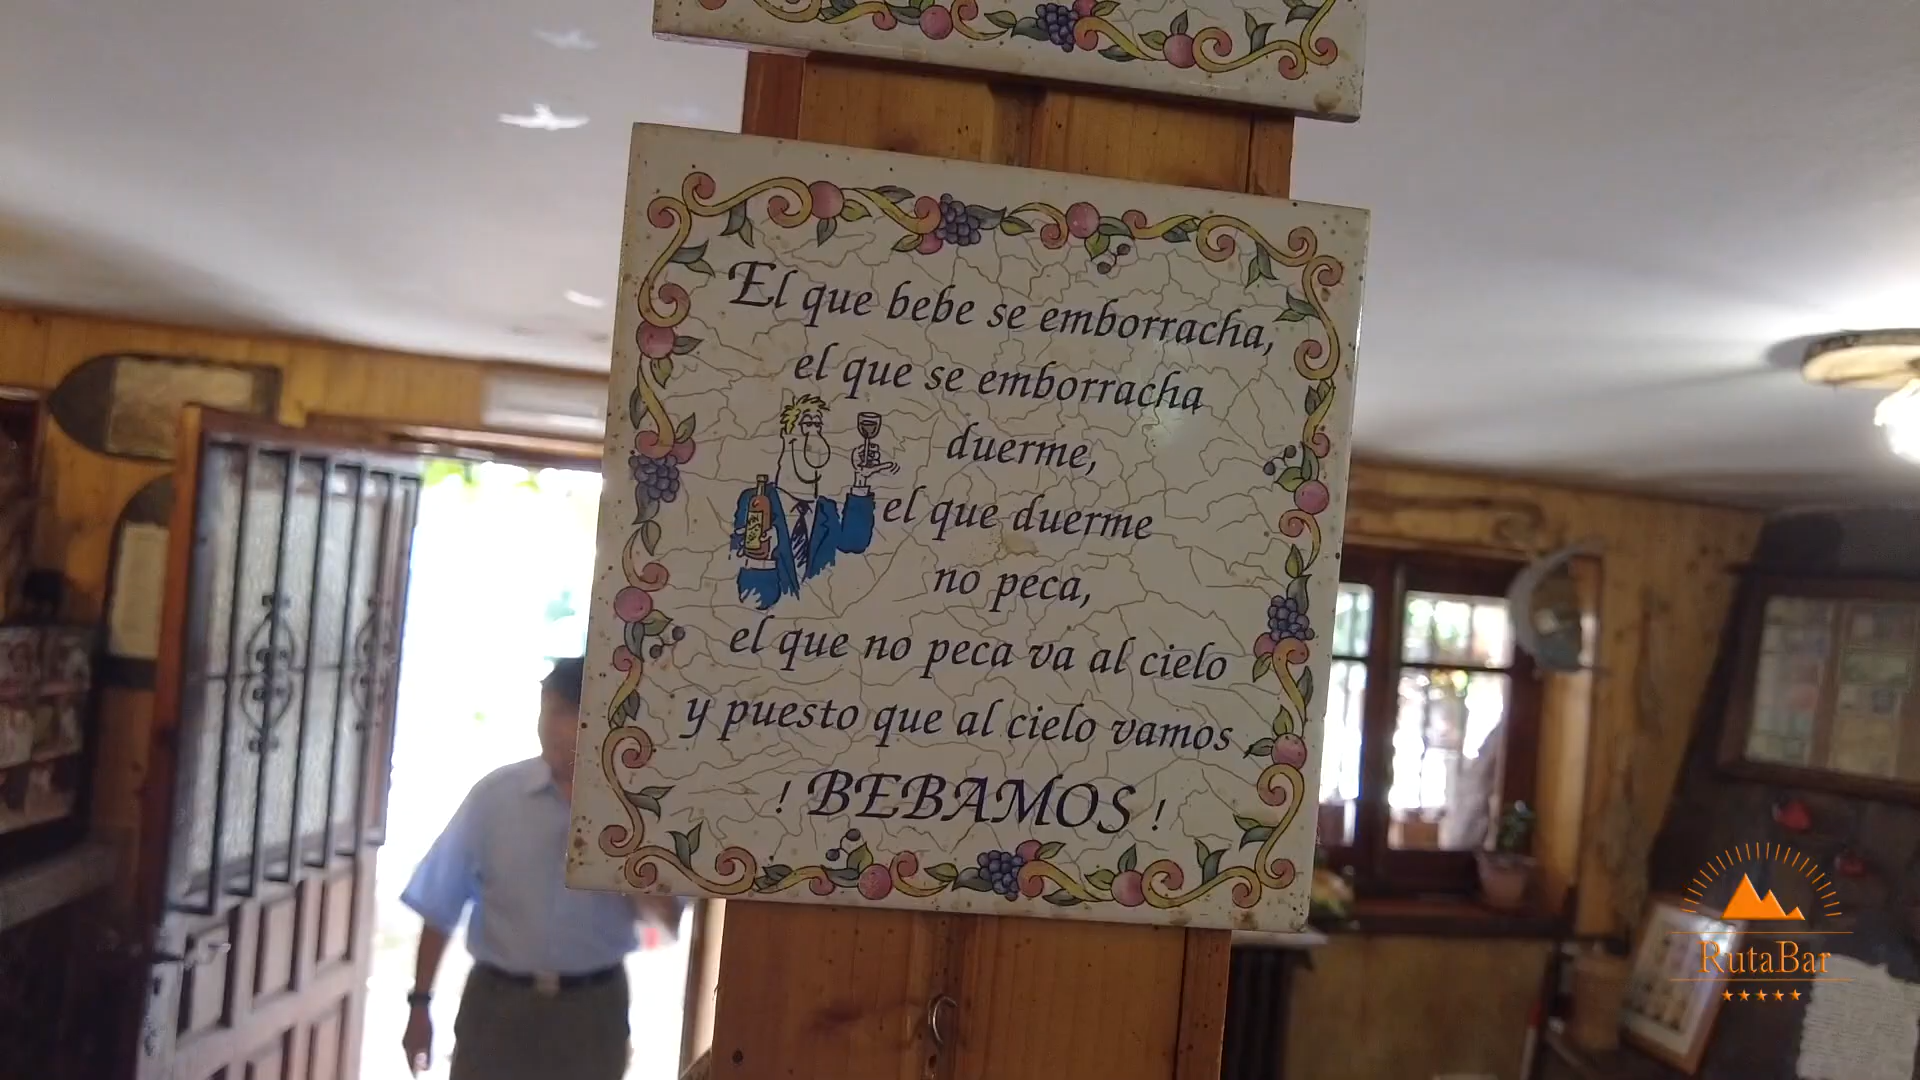 El que bebe se emborracha,
el que se emborracha
duerme,
el que duerme
no peca,
el que no peca va al cielo
y puesto que al cielo vamos
! BEBAMOS !
RutaBar